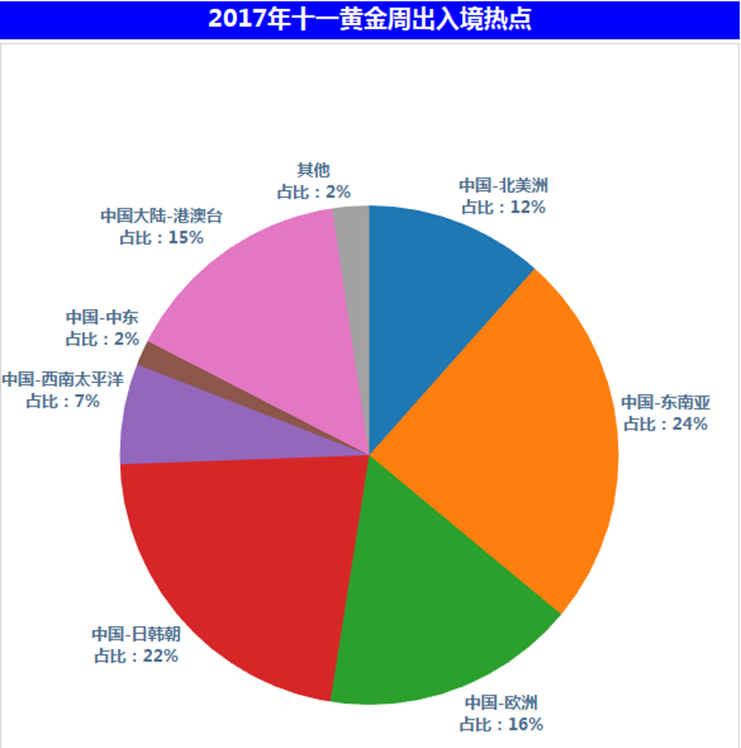 2017年十一黄金周出入境热点
其他
占比：2%
中国-北美洲
占比：12%
中国大陆-港澳台
占比：15%
中国-中东
占比：2%
中国-西南太平洋
占比：7%
中国-东南亚
占比：24%
中国-日韩朝
占比：22%
中国-欧洲
占比：16%